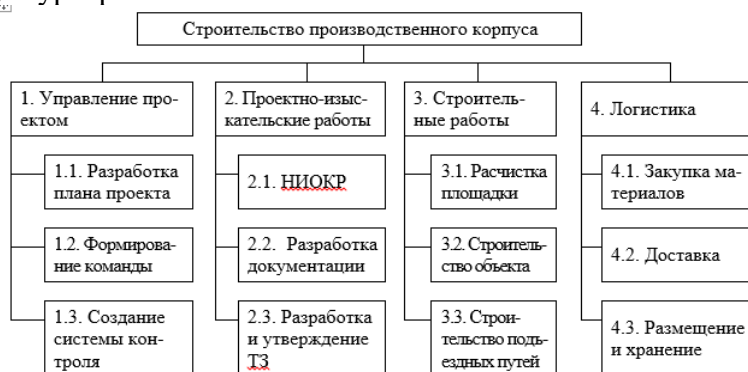 Строительство производственного корпуса
1. Управление про-
ектом
2. Проектно-изыс-
кательские работы
3. Строитель-
ные работы
4. Логистика
1.1. Разработка
плана проекта
2.1. НИОКР
3.1. Расчистка
площадки
4.1. Закупка ма-
териалов
1.2. Формирова-
ние команды
2.2. Разработка
документации
3.2. Строитель-
ство объекта
4.2. Доставка
1.3. Создание
системы кон-
троля
2.3. Разработка
и утверждение
ТЗ
3.3. Строи-
тельство подъ-
ездных путей
4.3. Размещение
и хранение